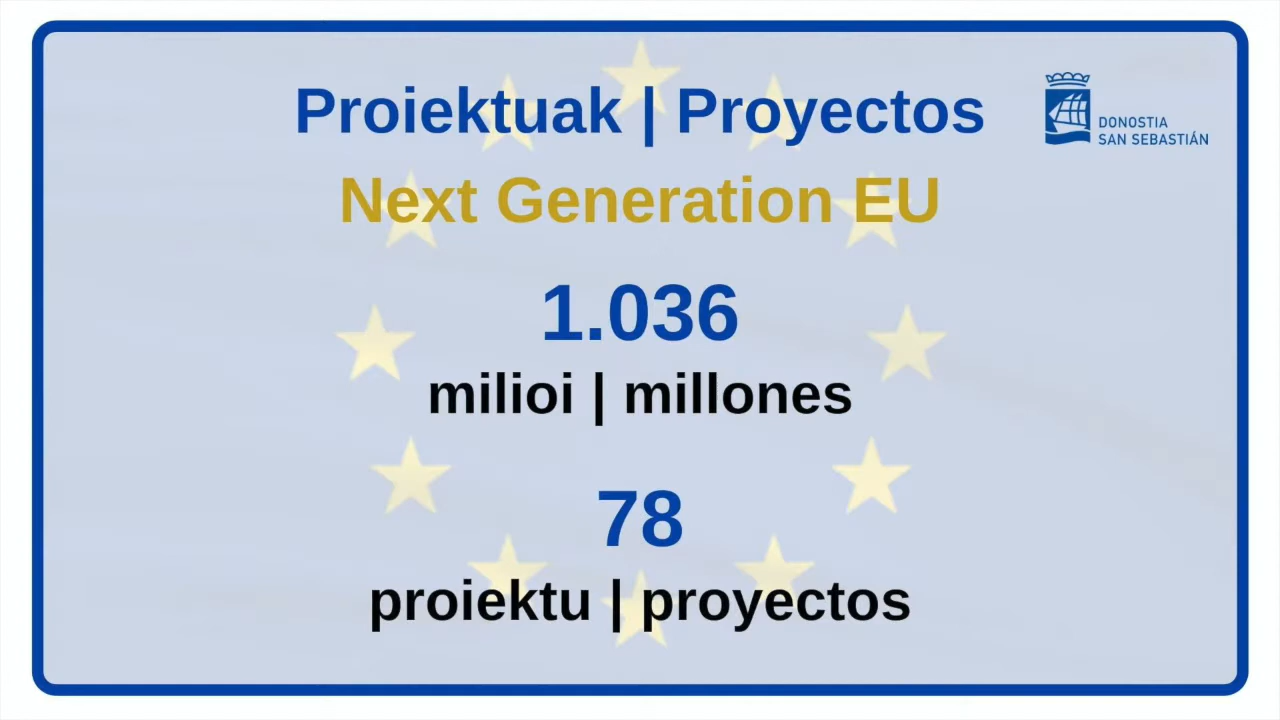 Proiektuak | Proyectos
DONOSTIA
SAN SEBASTIÁN
Next Generation EU
1.036
milioi | millones
78
proiektu | proyectos